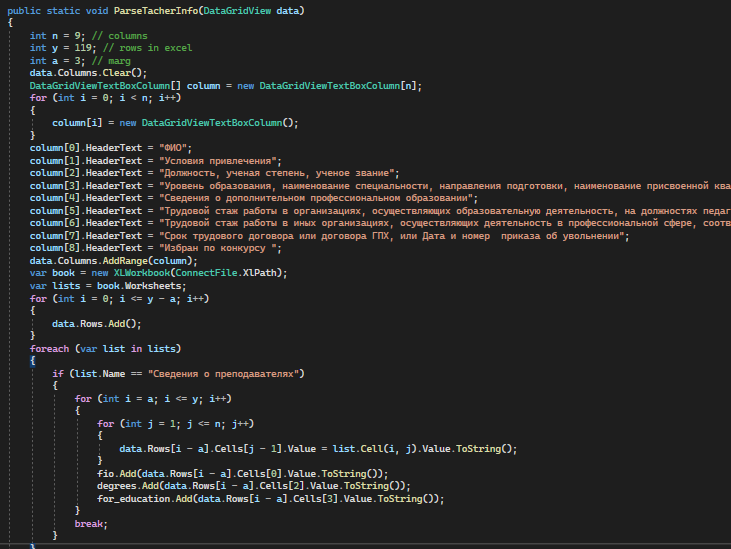 public static void ParseTacherInfo(DataGridView data)
{
int n = 9; // columns
int y = 119; // rows in excel
int a = 3; // marg
data.Columns.Clear();
DataGridViewTextBoxColumn[] column = new DataGridViewTextBoxColumn[n];
for (int i = 0; i < n; i++)
{
column[i] = new DataGridViewTextBoxColumn();
}
column[0].HeaderText = "ФИО";
column[1].HeaderText = "Условия привлечения";
column[2].HeaderText = "Должность, ученая степень, ученое звание";
column[3].HeaderText = "Уровень образования, наименование специальности, направления подготовки, наименование присвоенной ква
column[4].HeaderText = "Сведения о дополнительном профессиональном образовании";
column[5].HeaderText = "Трудовой стаж работы в организациях, осуществляющих образовательную деятельность, на должностях педаг
column[6].HeaderText = "Трудовой стаж работы в иных организациях, осуществляющих деятельность в профессиональной сфере, соотв
column[7].HeaderText = "Срок трудового договора или договора ГПХ, или Дата и номер  приказа об увольнении";
column[8].HeaderText = "Избран по конкурсу ";
data.Columns.AddRange(column);
var book = new XLWorkbook(ConnectFile.XlPath);
var lists = book.Worksheets;
for (int i = 0; i <= y - a; i++)
{
data.Rows.Add();
}
foreach (var list in lists)
{
if (list.Name == "Сведения о преподавателях")
{
for (int i = a; i <= y; i++)
{
for (int j = 1; j <= n; j++)
{
data.Rows[i - a].Cells[j - 1].Value = list.Cell(i, j).Value.ToString();
}
fio.Add(data.Rows[i - a].Cells[0].Value.ToString());
degrees.Add(data.Rows[i - a].Cells[2].Value.ToString());
for_education.Add(data.Rows[i - a].Cells[3].Value.ToString());
}
break;
}
}